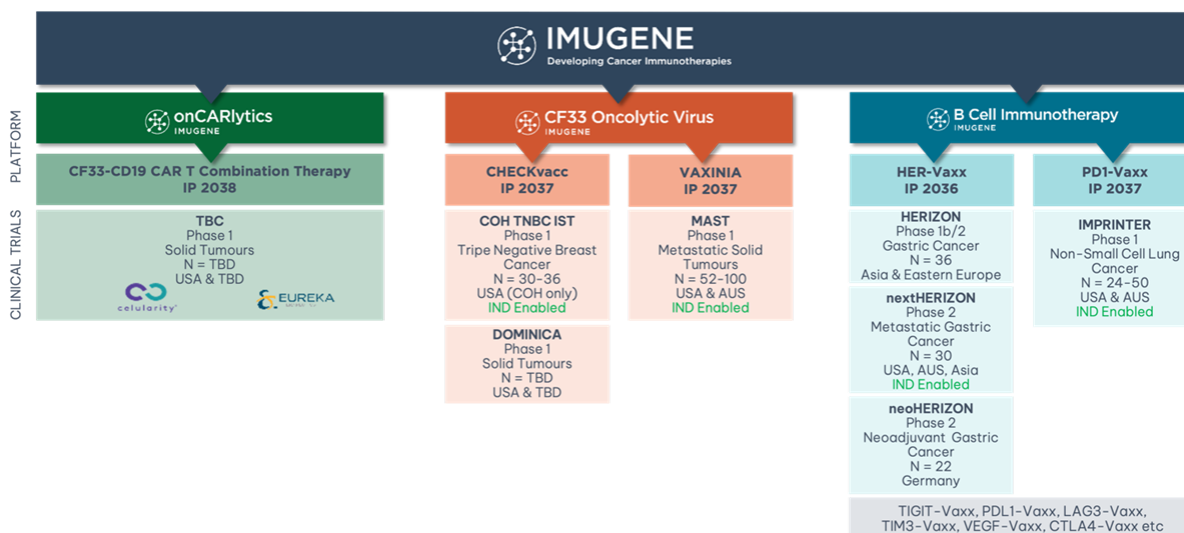 IMUGENE
Developing Cancer Immunotherapies
PLATFORM
CLINICAL TRIALS
onCARlytics
IMUGENE
CF33-CD19 CAR T Combination Therapy
IP 2038
TBC
Phase 1
Solid Tumours
N = TBD
USA & TBD
celularity
EUREKA
CF33 Oncolytic Virus
IMUGENE
CHECKvacc
IP 2037
COH TNBC IST
Phase 1
Tripe Negative Breast
Cancer
N = 30-36
USA (COH only)
IND Enabled
DOMINICA
Phase 1
Solid Tumours
N = TBD
USA & TBD
VAXINIA
IP 2037
MAST
Phase 1
Metastatic Solid
Tumours
N = 52-100
USA & AUS
IND Enabled
B Cell Immunotherapy
IMUGENE
HER-Vaxx
IP 2036
HERIZON
Phase 1b/2
Gastric Cancer
N = 36
Asia & Eastern Europe
nextHERIZON
Phase 2
Metastatic Gastric
Cancer
N = 30
USA, AUS, Asia
IND Enabled
neoHERIZON
Phase 2
Neoadjuvant Gastric
Cancer
N = 22
Germany
PD1-Vaxx
IP 2037
IMPRINTER
Phase 1
Non-Small Cell Lung
Cancer
N = 24-50
USA & AUS
IND Enabled
TIGIT-Vaxx, PDL1-Vaxx, LAG3-Vaxx,
TIM3-Vaxx, VEGF-Vaxx, CTLA4-Vaxx etc